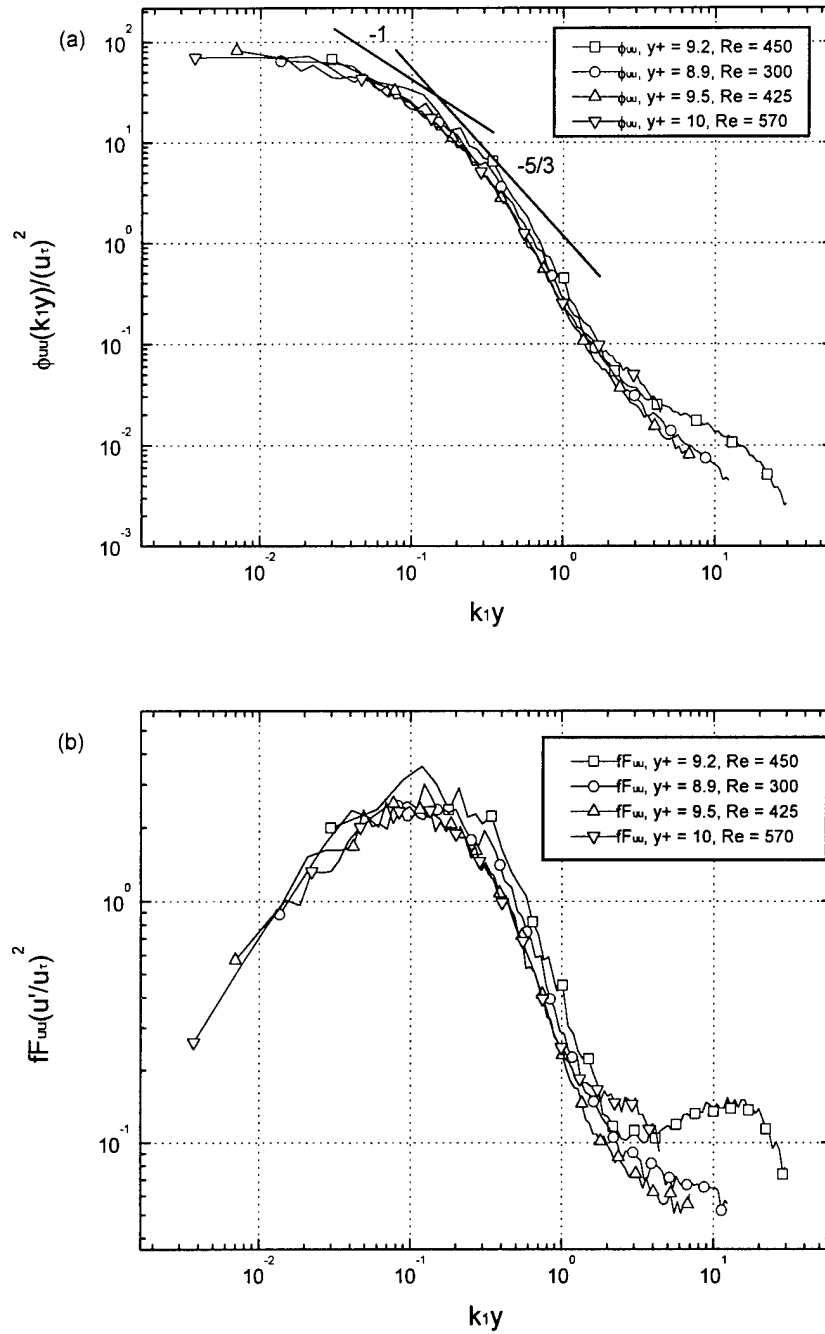 (a)
10²
10¹
10⁰
10⁻¹
10⁻²
10⁻³
ϕuu(k₁y)/(uτ)²
-1
-5/3
ϕuu, y+ = 9.2, Re = 450
ϕuu, y+ = 8.9, Re = 300
ϕuu, y+ = 9.5, Re = 425
ϕuu, y+ = 10, Re = 570
10⁻² 10⁻¹ 10⁰ 10¹
k₁y
(b)
10⁰
10⁻¹
fFuu(u'/uτ)²
fFuu, y+ = 9.2, Re = 450
fFuu, y+ = 8.9, Re = 300
fFuu, y+ = 9.5, Re = 425
fFuu, y+ = 10, Re = 570
10⁻² 10⁻¹ 10⁰ 10¹
k₁y